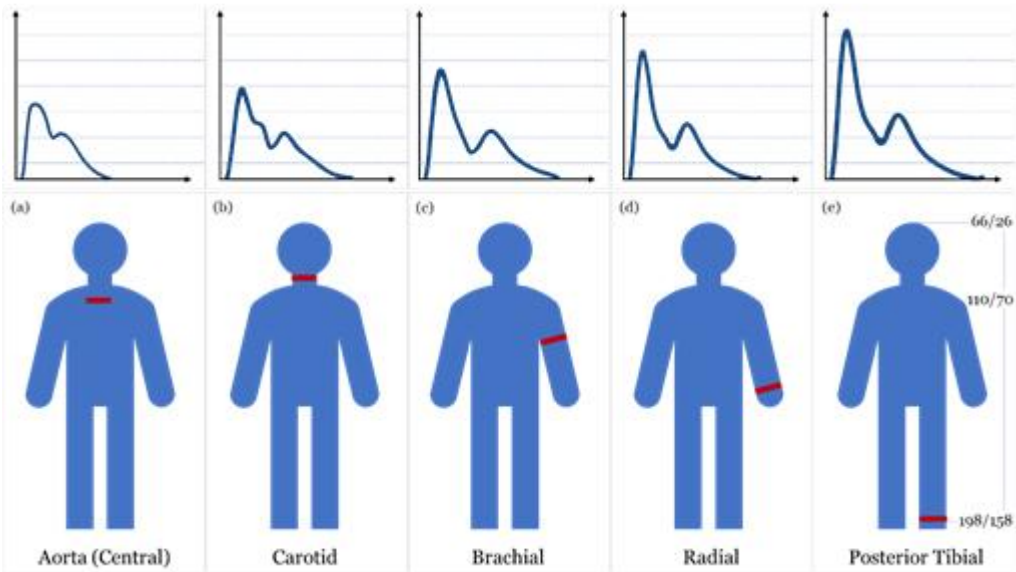 (a)
(b)
(c)
(d)
(e)
66/26
110/70
198/158
Aorta (Central)
Carotid
Brachial
Radial
Posterior Tibial